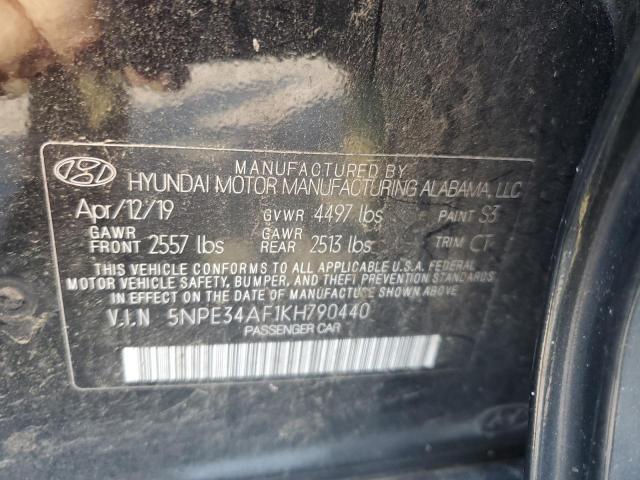 MANUFACTURED BY
HYUNDAI MOTOR MANUFACTURING ALABAMA, LLC
Apr/12/19 GVWR 4497 lbs PAINT S3
GAWR FRONT 2557 lbs GAWR REAR 2513 lbs TRIM CT
THIS VEHICLE CONFORMS TO ALL APPLICABLE U.S.A. FEDERAL
MOTOR VEHICLE SAFETY, BUMPER, AND THEFT PREVENTION STANDARDS
IN EFFECT ON THE DATE OF MANUFACTURE SHOWN ABOVE.
V.I.N 5NPE34AF1KH790440
PASSENGER CAR